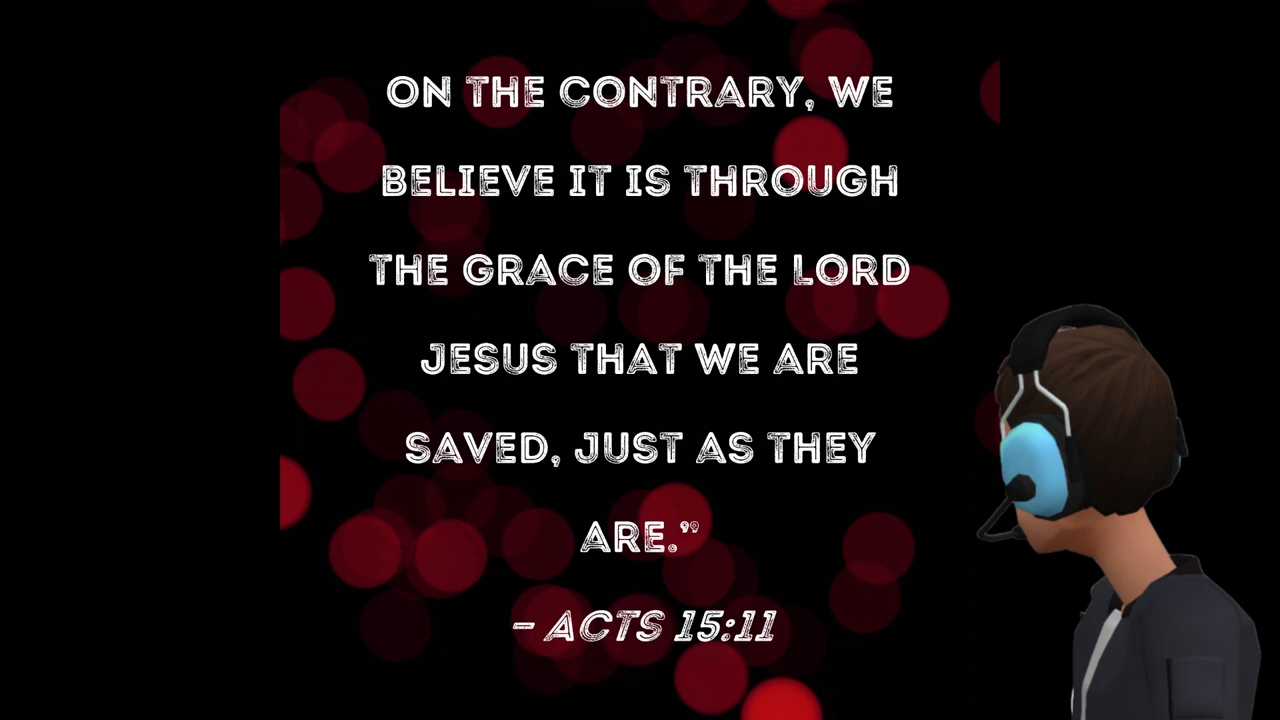 ON THE CONTRARY, WE
BELIEVE IT IS THROUGH
THE GRACE OF THE LORD
JESUS THAT WE ARE
SAVED, JUST AS THEY
ARE.”
– ACTS 15:11